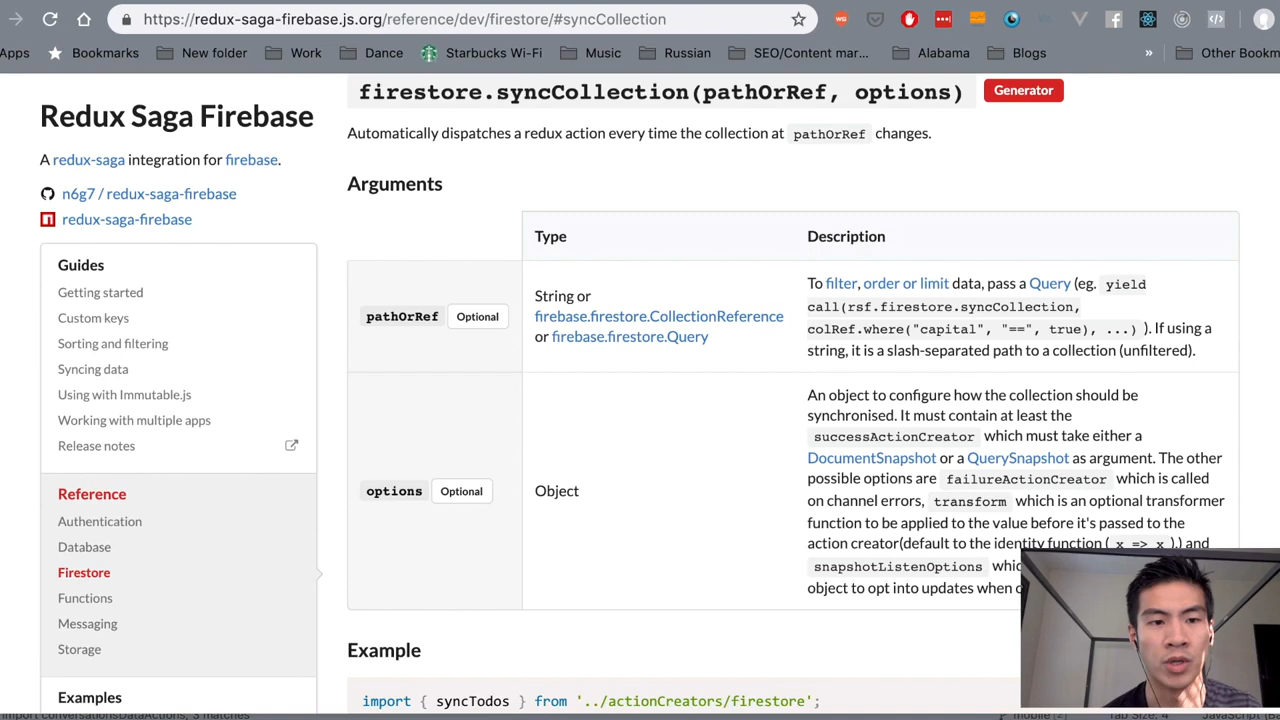 https://redux-saga-firebase.js.org/reference/dev/firestore/#syncCollection
Apps Bookmarks New folder Work Dance Starbucks Wi-Fi Music Russian SEO/Content mar... Alabama Blogs » Other Bookm
Redux Saga Firebase
A redux-saga integration for firebase.
n6g7 / redux-saga-firebase
redux-saga-firebase
Guides
Getting started
Custom keys
Sorting and filtering
Syncing data
Using with Immutable.js
Working with multiple apps
Release notes
Reference
Authentication
Database
Firestore
Functions
Messaging
Storage
Examples
firestore.syncCollection(pathOrRef, options) Generator
Automatically dispatches a redux action every time the collection at pathOrRef changes.
Arguments
Type Description
pathOrRef Optional
String or
firebase.firestore.CollectionReference
or firebase.firestore.Query
To filter, order or limit data, pass a Query (eg. yield
call(rsf.firestore.syncCollection,
colRef.where("capital", "==", true), ...) ). If using a
string, it is a slash-separated path to a collection (unfiltered).
options Optional
Object
An object to configure how the collection should be
synchronised. It must contain at least the
successActionCreator which must take either a
DocumentSnapshot or a QuerySnapshot as argument. The other
possible options are failureActionCreator which is called
on channel errors, transform which is an optional transformer
function to be applied to the value before it's passed to the
action creator(default to the identity function ( x => x ).) and
snapshotListenOptions
object to opt into updates when
Example
import { syncTodos } from '../actionCreators/firestore';
import conversationsDataActions, 3 matches mobile Tab Size: 4 JavaScript